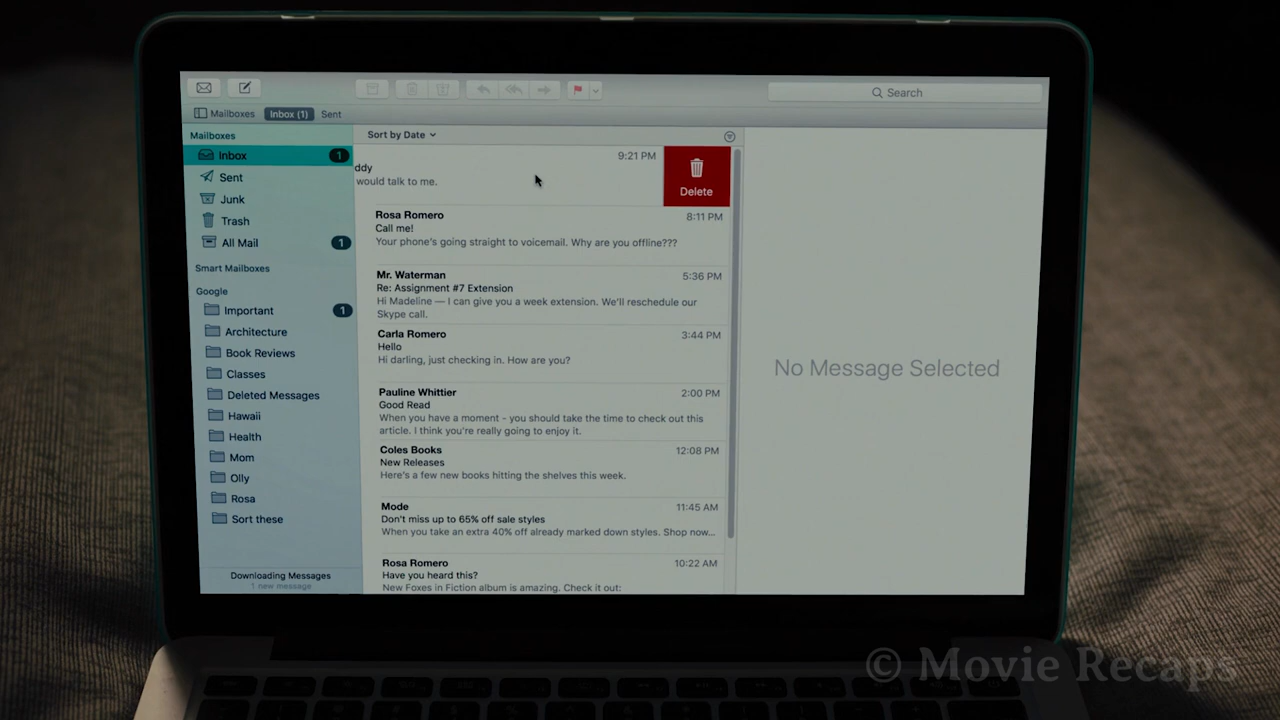 Search
Mailboxes Inbox (1) Sent
Mailboxes
Inbox 1
Sent
Junk
Trash
All Mail 1
Smart Mailboxes
Google
Important 1
Architecture
Book Reviews
Classes
Deleted Messages
Hawaii
Health
Mom
Olly
Rosa
Sort these
Downloading Messages
1 new message
Sort by Date
9:21 PM
ddy
would talk to me.
Delete
Rosa Romero 8:11 PM
Call me!
Your phone's going straight to voicemail. Why are you offline???
Mr. Waterman 5:36 PM
Re: Assignment #7 Extension
Hi Madeline — I can give you a week extension. We'll reschedule our
Skype call.
Carla Romero 3:44 PM
Hello
Hi darling, just checking in. How are you?
Pauline Whittier 2:00 PM
Good Read
When you have a moment - you should take the time to check out this
article. I think you're really going to enjoy it.
Coles Books 12:08 PM
New Releases
Here's a few new books hitting the shelves this week.
Mode 11:45 AM
Don't miss up to 65% off sale styles
When you take an extra 40% off already marked down styles. Shop now...
Rosa Romero 10:22 AM
Have you heard this?
New Foxes in Fiction album is amazing. Check it out:
No Message Selected
© Movie Recaps